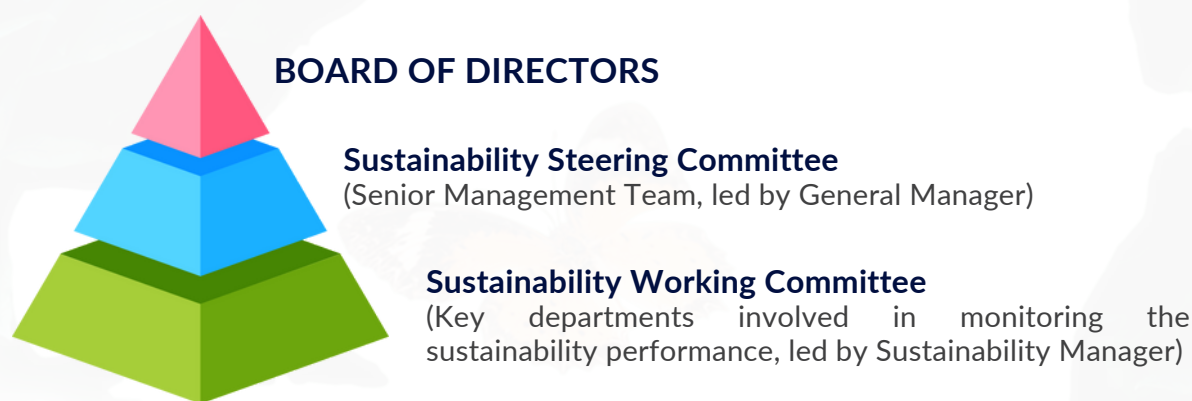 BOARD OF DIRECTORS
Sustainability Steering Committee
(Senior Management Team, led by General Manager)
Sustainability Working Committee
(Key departments involved in monitoring the
sustainability performance, led by Sustainability Manager)